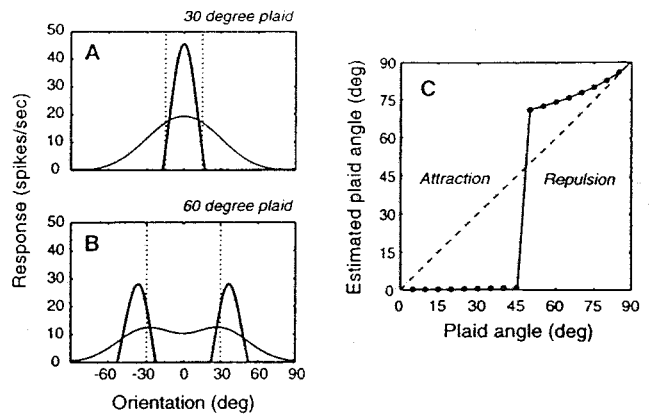 30 degree plaid
A
50
40
30
20
10
0
60 degree plaid
B
50
40
30
20
10
0
-60 -30 0 30 60 90
Response (spikes/sec)
Orientation (deg)
C
90
75
60
45
30
15
0
Attraction Repulsion
0 15 30 45 60 75 90
Estimated plaid angle (deg)
Plaid angle (deg)